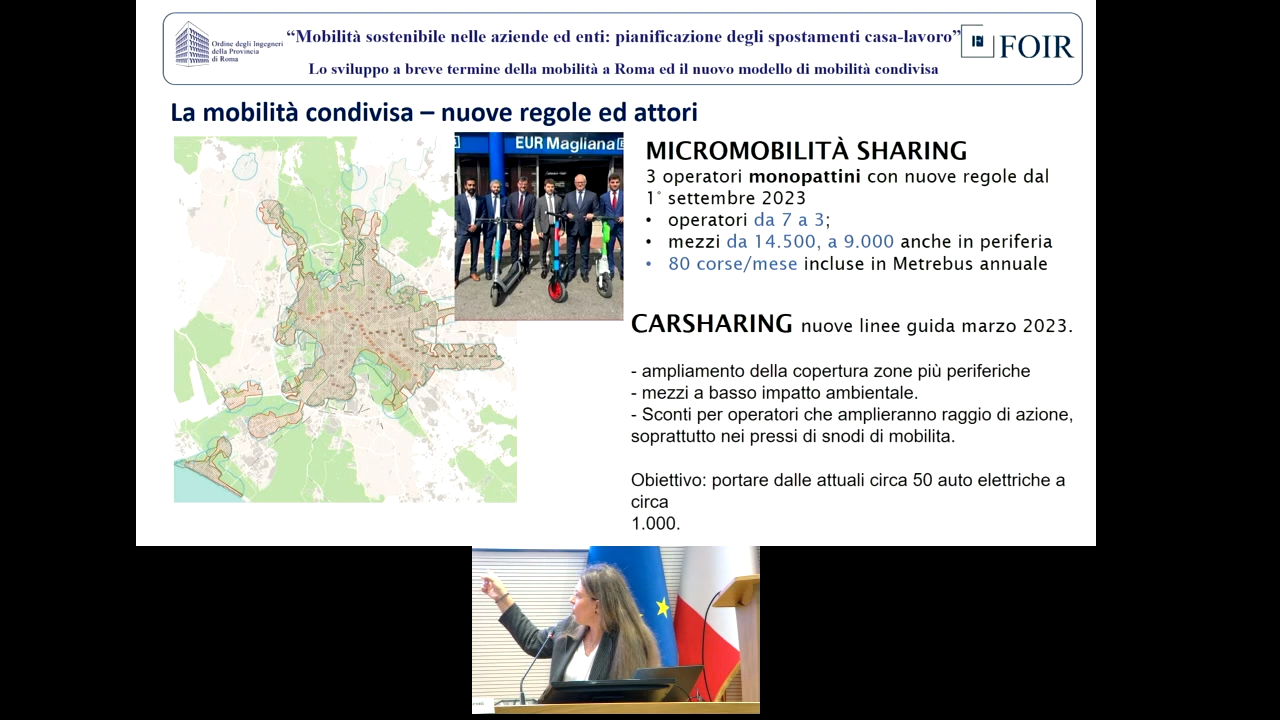 Ordine degli Ingegneri
della Provincia
di Roma
“Mobilità sostenibile nelle aziende ed enti: pianificazione degli spostamenti casa-lavoro”
Lo sviluppo a breve termine della mobilità a Roma ed il nuovo modello di mobilità condivisa
FOIR
La mobilità condivisa – nuove regole ed attori
EUR Magliana
MICROMOBILITÀ SHARING
3 operatori monopattini con nuove regole dal
1° settembre 2023
• operatori da 7 a 3;
• mezzi da 14.500, a 9.000 anche in periferia
• 80 corse/mese incluse in Metrebus annuale
CARSHARING nuove linee guida marzo 2023.
- ampliamento della copertura zone più periferiche
- mezzi a basso impatto ambientale.
- Sconti per operatori che amplieranno raggio di azione,
soprattutto nei pressi di snodi di mobilita.
Obiettivo: portare dalle attuali circa 50 auto elettriche a
circa
1.000.